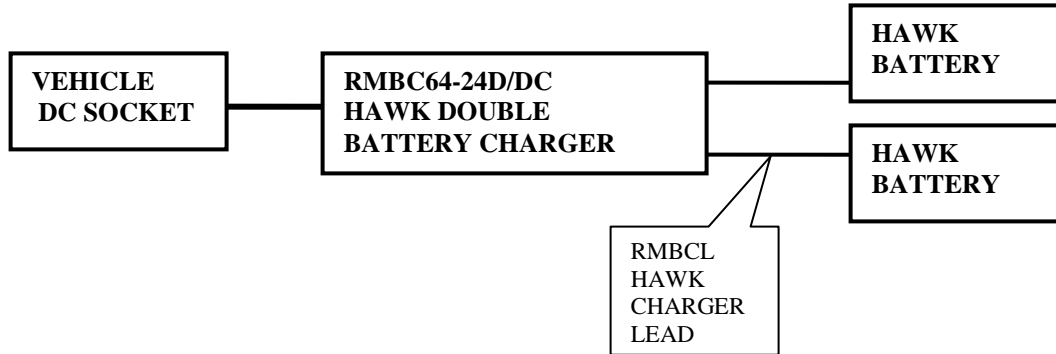 VEHICLE
DC SOCKET
RMBC64-24D/DC
HAWK DOUBLE
BATTERY CHARGER
HAWK
BATTERY
HAWK
BATTERY
RMBCL
HAWK
CHARGER
LEAD